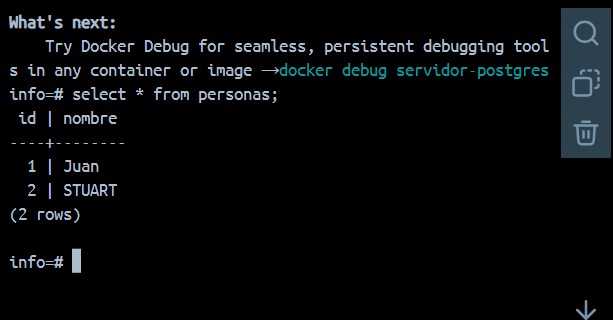 What's next:
    Try Docker Debug for seamless, persistent debugging tool
s in any container or image →docker debug servidor-postgres
info=# select * from personas;
 id | nombre
----+--------
  1 | Juan
  2 | STUART
(2 rows)

info=#